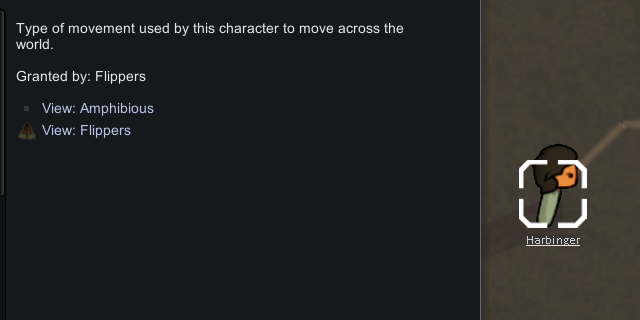 Type of movement used by this character to move across the
world.
Granted by: Flippers
View: Amphibious
View: Flippers
Harbinger